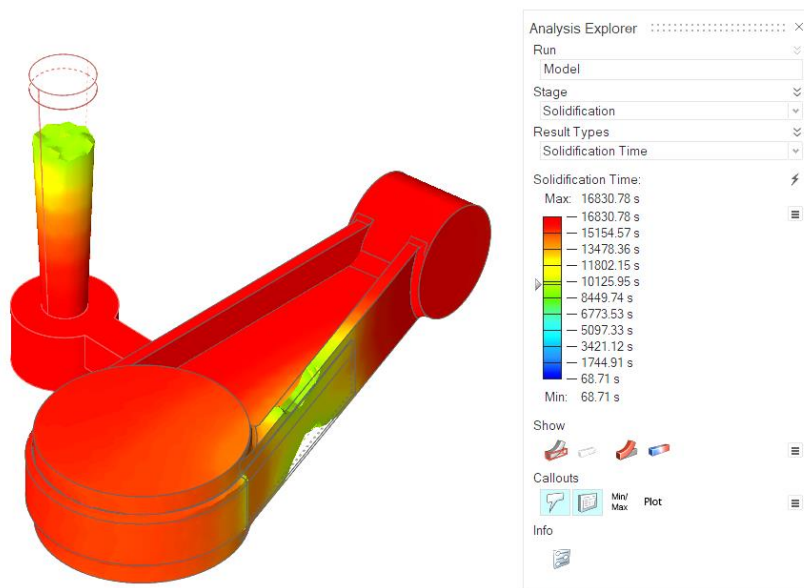 Analysis Explorer
Run
Model
Stage
Solidification
Result Types
Solidification Time
Solidification Time:
Max: 16830.78 s
16830.78 s
15154.57 s
13478.36 s
11802.15 s
10125.95 s
8449.74 s
6773.53 s
5097.33 s
3421.12 s
1744.91 s
68.71 s
Min: 68.71 s
Show
Callouts
Min/
Max
Plot
Info